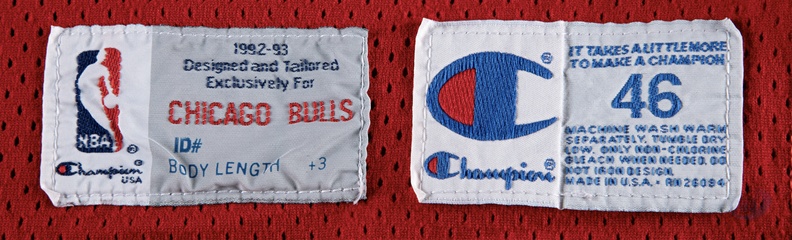 1992-93
Designed and Tailored
Exclusively For
CHICAGO BULLS
ID#
BODY LENGTH +3
NBA ®
Champion ®
USA
®
IT TAKES A LITTLE MORE
TO MAKE A CHAMPION
46
MACHINE WASH WARM
SEPARATELY. TUMBLE DRY
LOW. ONLY NON-CHLORINE
BLEACH WHEN NEEDED. DO
NOT IRON DESIGN.
MADE IN U.S.A. • RN 26094
Champion ®